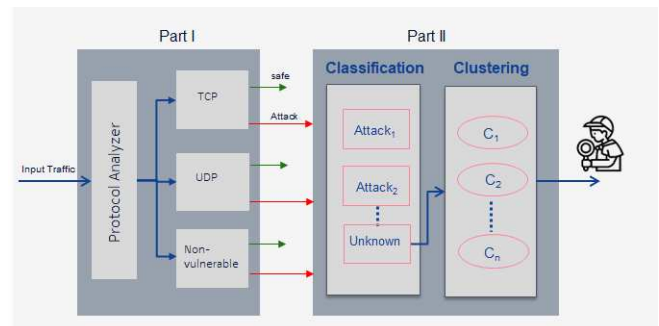 Part I
Part II
Classification
Clustering
Input Traffic
Protocol Analyzer
TCP
UDP
Non-
vulnerable
safe
Attack
Attack₁
Attack₂
Unknown
C₁
C₂
Cₙ